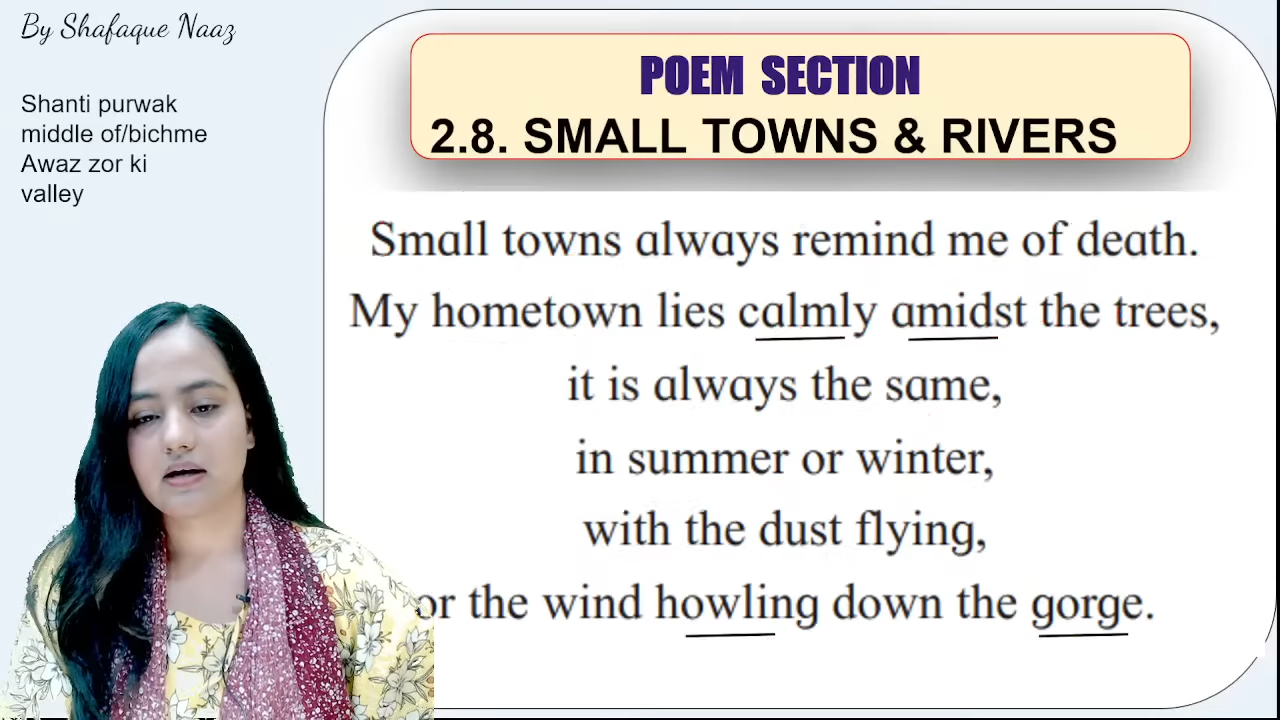 By Shafaque Naaz
Shanti purwak
middle of/bichme
Awaz zor ki
valley
POEM SECTION
2.8. SMALL TOWNS & RIVERS
Small towns always remind me of death.
My hometown lies calmly amidst the trees,
it is always the same,
in summer or winter,
with the dust flying,
or the wind howling down the gorge.